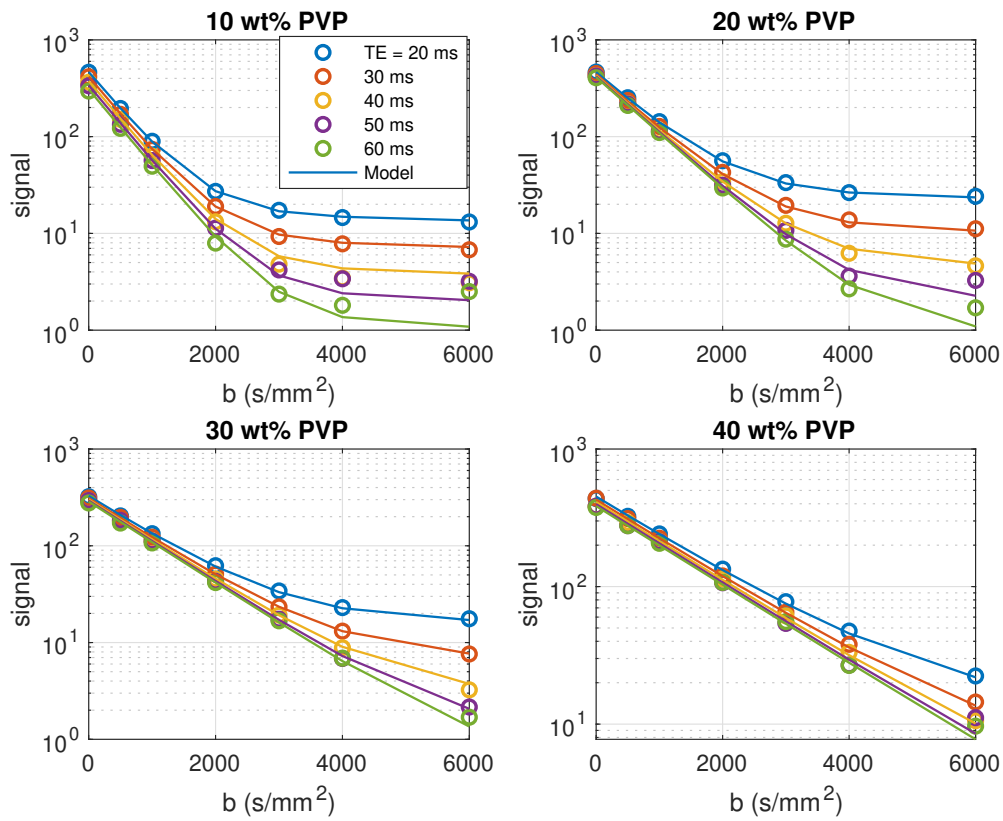 10 wt% PVP
10^3
10^2
10^1
10^0
signal
0
2000
4000
6000
b (s/mm^2)
TE = 20 ms
30 ms
40 ms
50 ms
60 ms
Model
20 wt% PVP
10^3
10^2
10^1
10^0
signal
0
2000
4000
6000
b (s/mm^2)
30 wt% PVP
10^3
10^2
10^1
10^0
signal
0
2000
4000
6000
b (s/mm^2)
40 wt% PVP
10^3
10^2
10^1
signal
0
2000
4000
6000
b (s/mm^2)